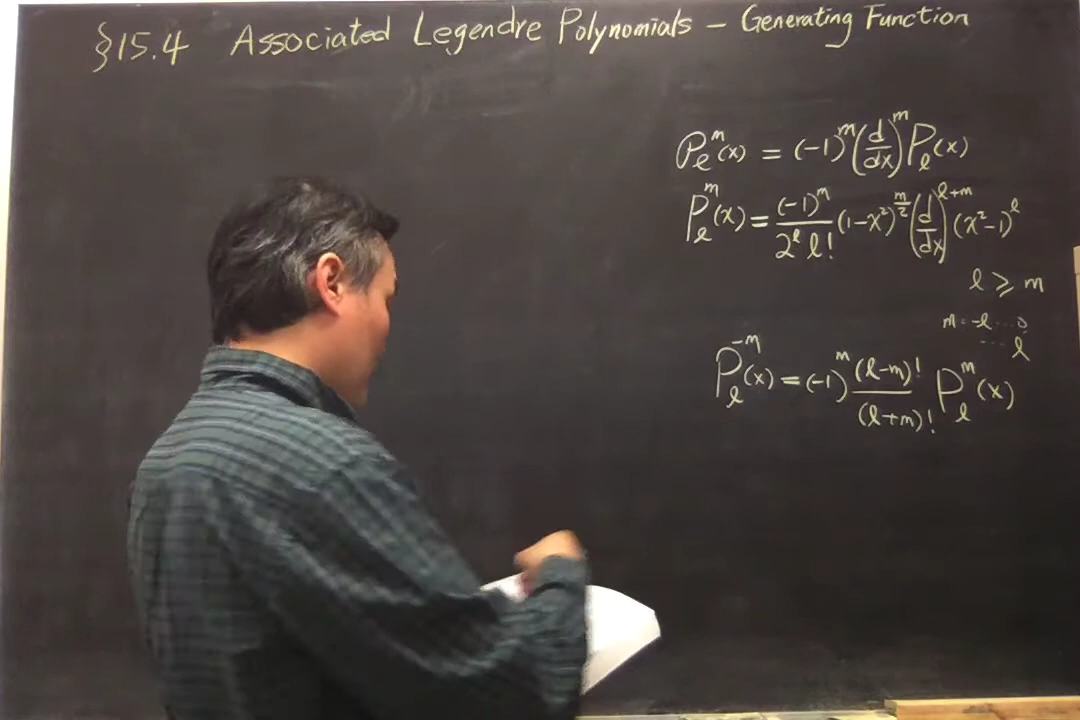 §15.4 Associated Legendre Polynomials – Generating Function
𝒫_ℓ^m(x) = (-1)^m (d/dx)^m P_ℓ(x)
P_ℓ^m(x) = (-1)^m / (2^ℓ ℓ!) (1-x²)^(m/2) (d/dx)^(ℓ+m) (x²-1)^ℓ
ℓ ⩾ m
m = -ℓ ... 0
... ℓ
P_ℓ^-m(x) = (-1)^m (ℓ-m)! / (ℓ+m)! P_ℓ^m(x)